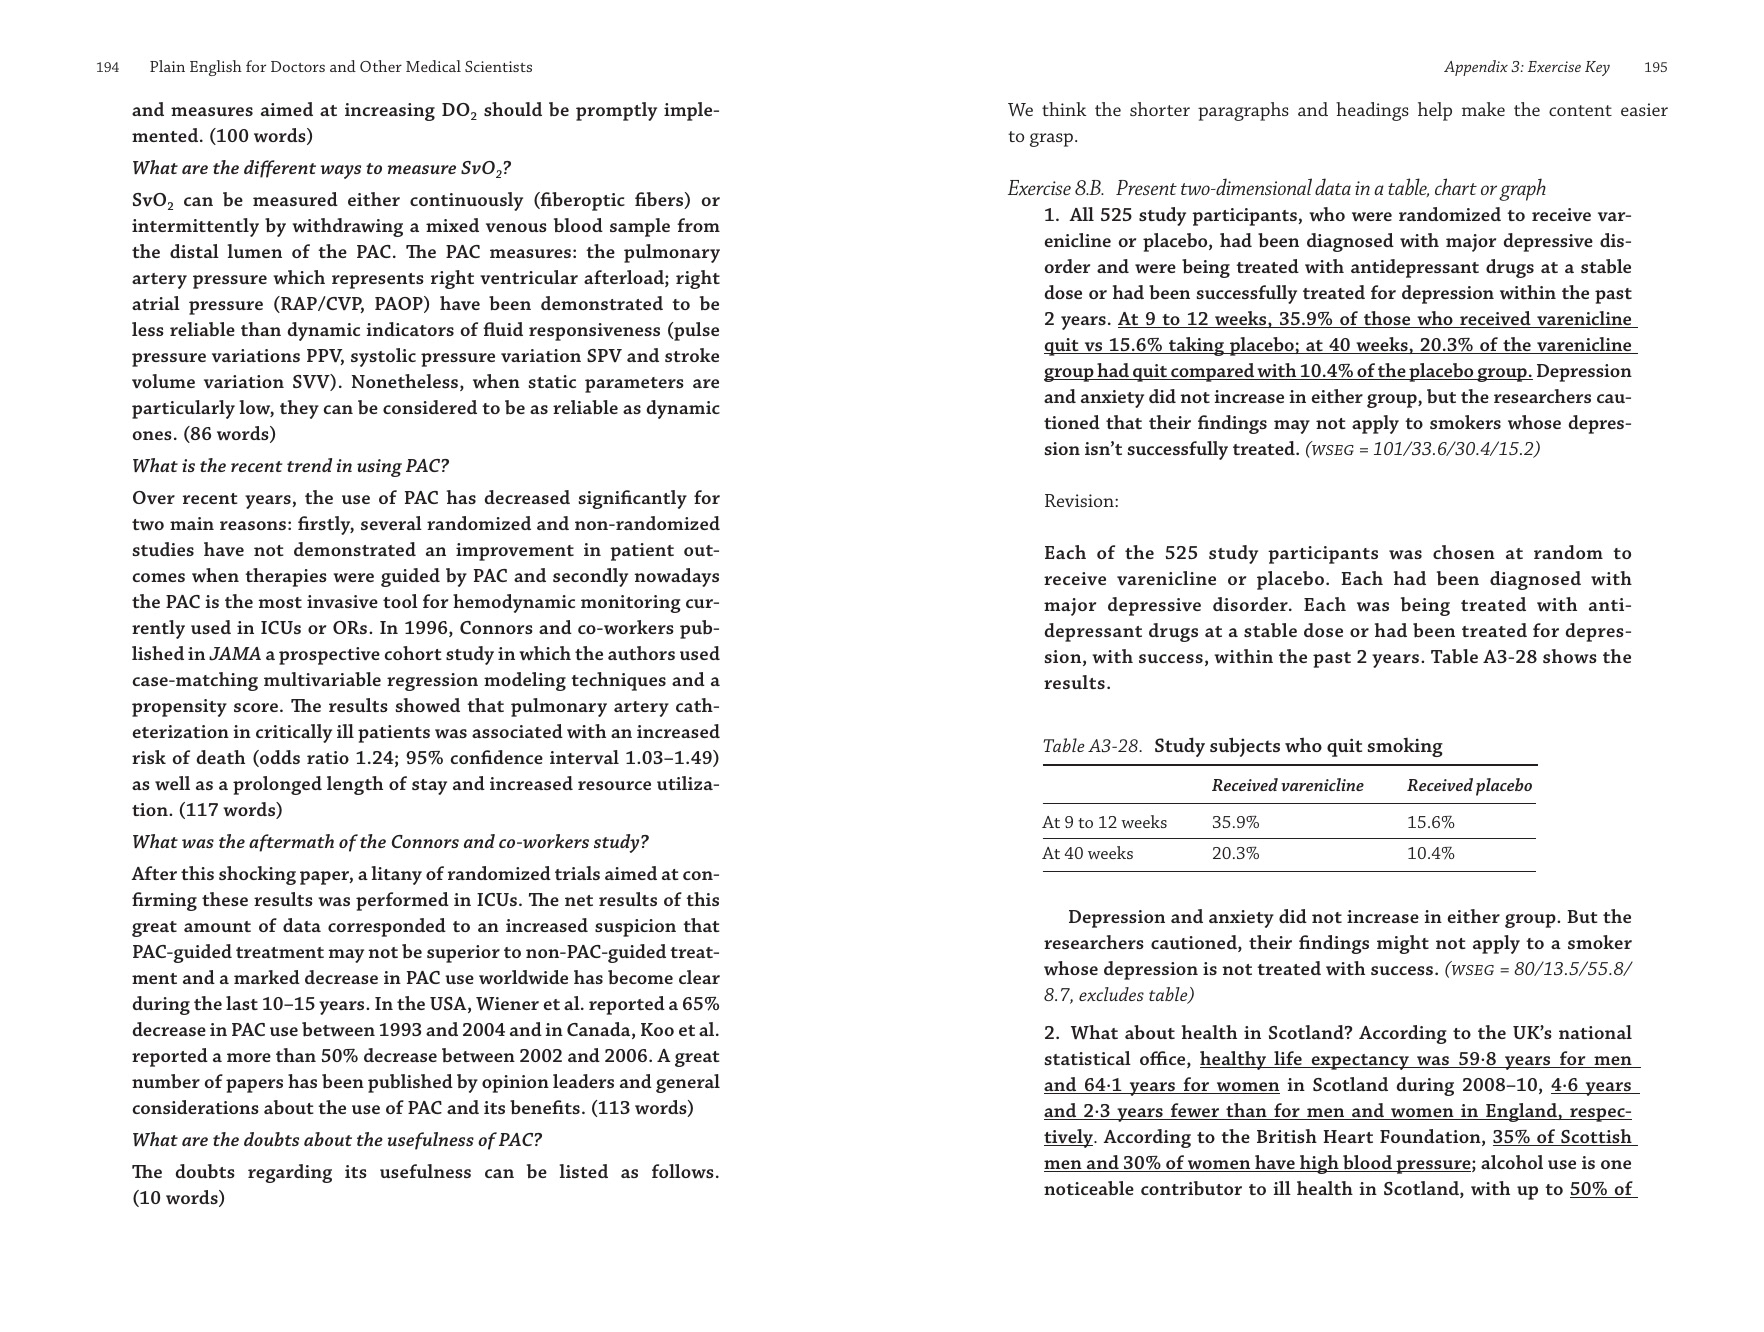 194 Plain English for Doctors and Other Medical Scientists
and measures aimed at increasing DO₂ should be promptly imple-
mented. (100 words)
What are the different ways to measure SvO₂?
SvO₂ can be measured either continuously (fiberoptic fibers) or
intermittently by withdrawing a mixed venous blood sample from
the distal lumen of the PAC. The PAC measures: the pulmonary
artery pressure which represents right ventricular afterload; right
atrial pressure (RAP/CVP, PAOP) have been demonstrated to be
less reliable than dynamic indicators of fluid responsiveness (pulse
pressure variations PPV, systolic pressure variation SPV and stroke
volume variation SVV). Nonetheless, when static parameters are
particularly low, they can be considered to be as reliable as dynamic
ones. (86 words)
What is the recent trend in using PAC?
Over recent years, the use of PAC has decreased significantly for
two main reasons: firstly, several randomized and non-randomized
studies have not demonstrated an improvement in patient out-
comes when therapies were guided by PAC and secondly nowadays
the PAC is the most invasive tool for hemodynamic monitoring cur-
rently used in ICUs or ORs. In 1996, Connors and co-workers pub-
lished in JAMA a prospective cohort study in which the authors used
case-matching multivariable regression modeling techniques and a
propensity score. The results showed that pulmonary artery cath-
eterization in critically ill patients was associated with an increased
risk of death (odds ratio 1.24; 95% confidence interval 1.03–1.49)
as well as a prolonged length of stay and increased resource utiliza-
tion. (117 words)
What was the aftermath of the Connors and co-workers study?
After this shocking paper, a litany of randomized trials aimed at con-
firming these results was performed in ICUs. The net results of this
great amount of data corresponded to an increased suspicion that
PAC-guided treatment may not be superior to non-PAC-guided treat-
ment and a marked decrease in PAC use worldwide has become clear
during the last 10–15 years. In the USA, Wiener et al. reported a 65%
decrease in PAC use between 1993 and 2004 and in Canada, Koo et al.
reported a more than 50% decrease between 2002 and 2006. A great
number of papers has been published by opinion leaders and general
considerations about the use of PAC and its benefits. (113 words)
What are the doubts about the usefulness of PAC?
The doubts regarding its usefulness can be listed as follows.
(10 words)
Appendix 3: Exercise Key 195
We think the shorter paragraphs and headings help make the content easier
to grasp.
Exercise 8.B. Present two-dimensional data in a table, chart or graph
1. All 525 study participants, who were randomized to receive var-
enicline or placebo, had been diagnosed with major depressive dis-
order and were being treated with antidepressant drugs at a stable
dose or had been successfully treated for depression within the past
2 years. At 9 to 12 weeks, 35.9% of those who received varenicline
quit vs 15.6% taking placebo; at 40 weeks, 20.3% of the varenicline
group had quit compared with 10.4% of the placebo group. Depression
and anxiety did not increase in either group, but the researchers cau-
tioned that their findings may not apply to smokers whose depres-
sion isn’t successfully treated. (WSEG = 101/33.6/30.4/15.2)
Revision:
Each of the 525 study participants was chosen at random to
receive varenicline or placebo. Each had been diagnosed with
major depressive disorder. Each was being treated with anti-
depressant drugs at a stable dose or had been treated for depres-
sion, with success, within the past 2 years. Table A3-28 shows the
results.
Table A3-28. Study subjects who quit smoking
Received varenicline Received placebo
At 9 to 12 weeks 35.9% 15.6%
At 40 weeks 20.3% 10.4%
Depression and anxiety did not increase in either group. But the
researchers cautioned, their findings might not apply to a smoker
whose depression is not treated with success. (WSEG = 80/13.5/55.8/
8.7, excludes table)
2. What about health in Scotland? According to the UK’s national
statistical office, healthy life expectancy was 59·8 years for men
and 64·1 years for women in Scotland during 2008–10, 4·6 years
and 2·3 years fewer than for men and women in England, respec-
tively. According to the British Heart Foundation, 35% of Scottish
men and 30% of women have high blood pressure; alcohol use is one
noticeable contributor to ill health in Scotland, with up to 50% of